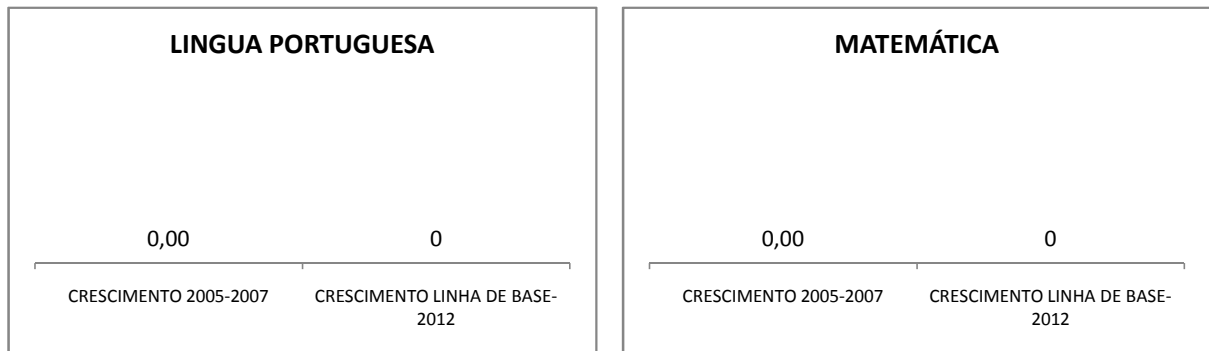 LINGUA PORTUGUESA
0,00
0
CRESCIMENTO 2005-2007
CRESCIMENTO LINHA DE BASE-
2012
MATEMÁTICA
0,00
0
CRESCIMENTO 2005-2007
CRESCIMENTO LINHA DE BASE-
2012